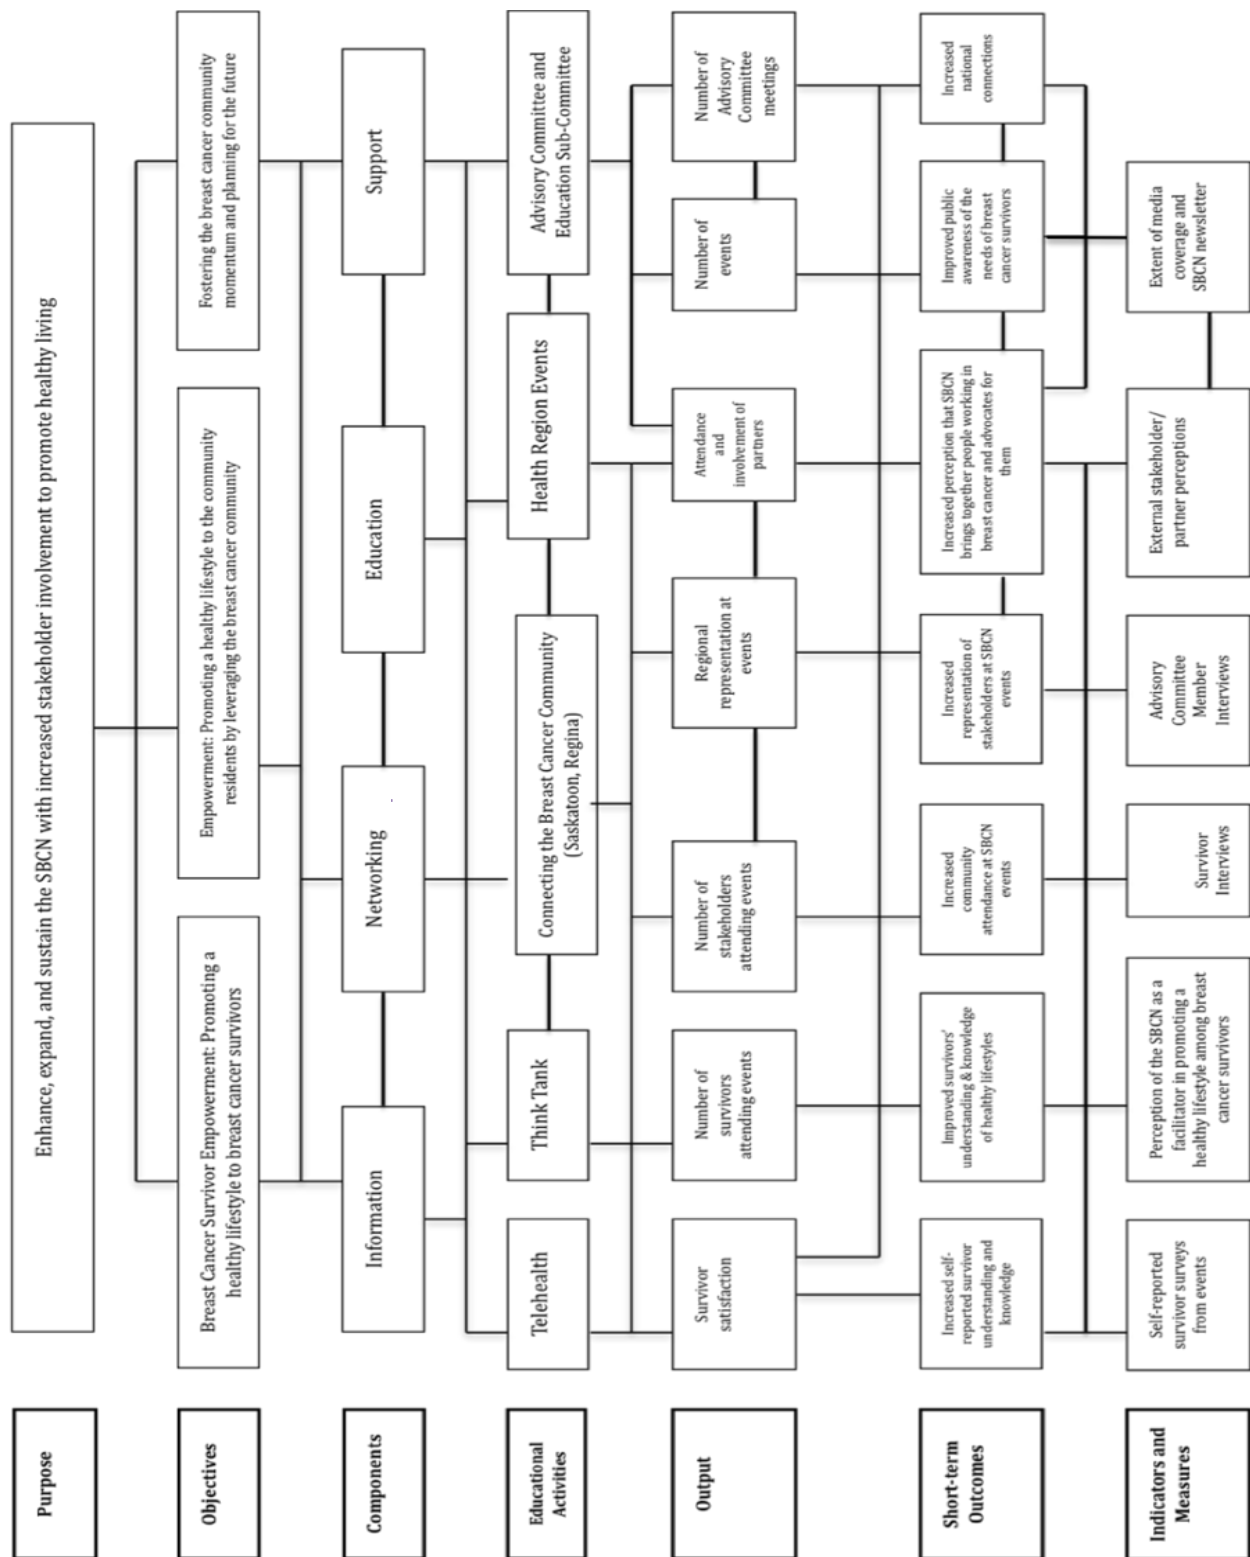 Purpose
Enhance, expand, and sustain the SBCN with increased stakeholder involvement to promote healthy living
Objectives
Breast Cancer Survivor Empowerment: Promoting a
healthy lifestyle to breast cancer survivors
Empowerment: Promoting a healthy lifestyle to the community
residents by leveraging the breast cancer community
Fostering the breast cancer community
momentum and planning for the future
Components
Information
Networking
Education
Support
Educational
Activities
Telehealth
Think Tank
Connecting the Breast Cancer Community
(Saskatoon, Regina)
Health Region Events
Advisory Committee and
Education Sub-Committee
Output
Survivor
satisfaction
Number of
survivors
attending events
Number of
stakeholders
attending events
Regional
representation at
events
Attendance
and
involvement of
partners
Number of
events
Number of
Advisory
Committee
meetings
Short-term
Outcomes
Increased self-
reported survivor
understanding and
knowledge
Improved survivors'
understanding & knowledge
of healthy lifestyles
Increased
community
attendance at SBCN
events
Increased
representation of
stakeholders at SBCN
events
Increased perception that SBCN
brings together people working in
breast cancer and advocates for
them
Improved public
awareness of the
needs of breast
cancer survivors
Increased
national
connections
Indicators and
Measures
Self-reported
survivor surveys
from events
Perception of the SBCN as a
facilitator in promoting a
healthy lifestyle among breast
cancer survivors
Survivor
Interviews
Advisory
Committee
Member
Interviews
External stakeholder/
partner perceptions
Extent of media
coverage and
SBCN newsletter